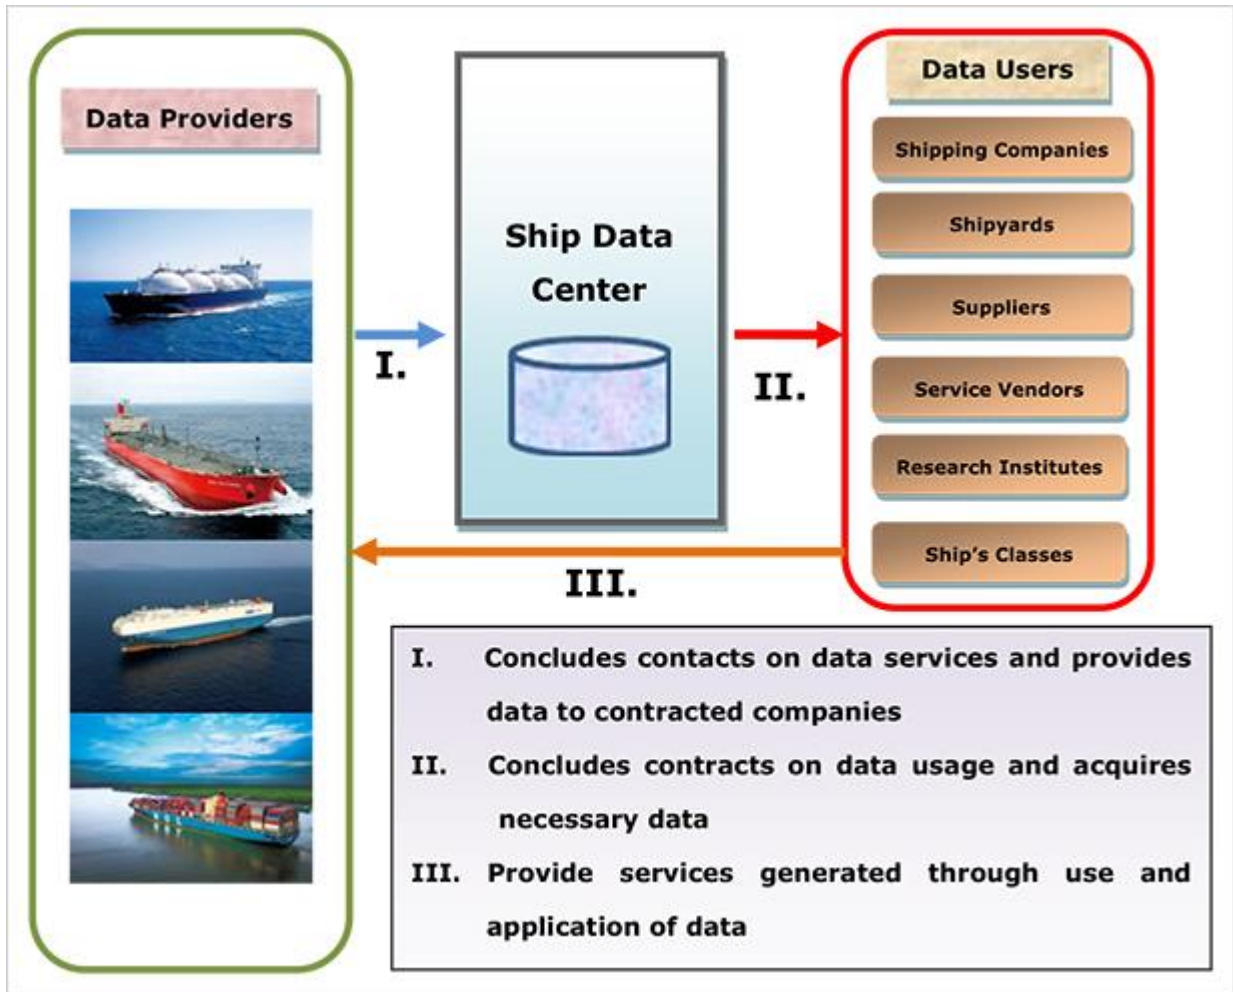 Data Providers
Ship Data
Center
I.
II.
III.
Data Users
Shipping Companies
Shipyards
Suppliers
Service Vendors
Research Institutes
Ship's Classes
I. Concludes contacts on data services and provides
data to contracted companies
II. Concludes contracts on data usage and acquires
necessary data
III. Provide services generated through use and
application of data